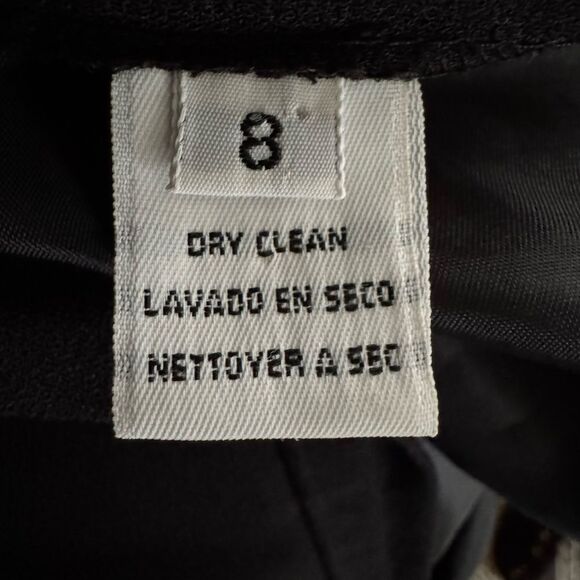 8
DRY CLEAN
LAVADO EN SECO
NETTOYER A SEC